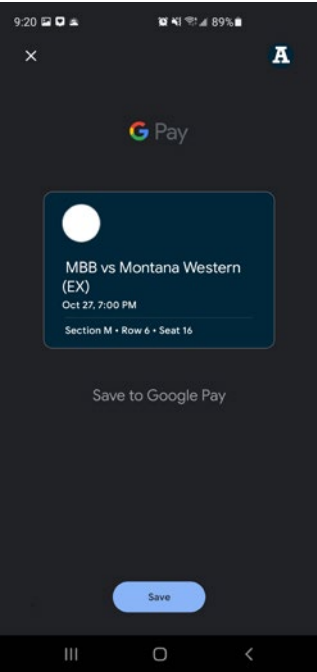 9:20 89%
A
G Pay
MBB vs Montana Western
(EX)
Oct 27, 7:00 PM
Section M • Row 6 • Seat 16
Save to Google Pay
Save